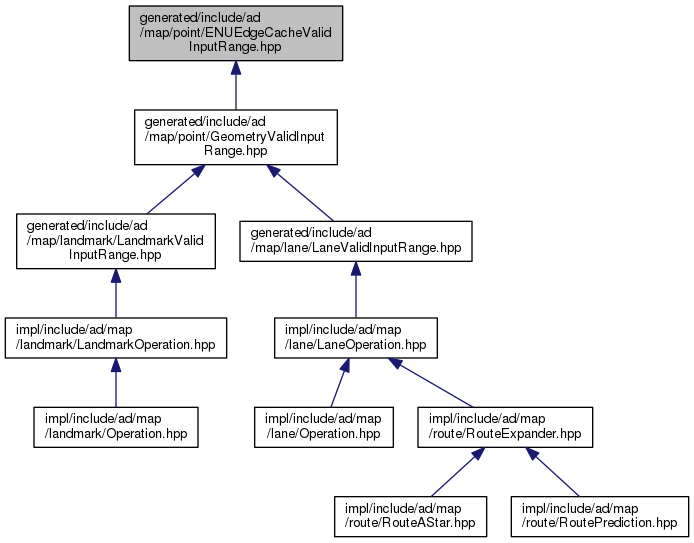 generated/include/ad
/map/point/ENUEdgeCacheValid
InputRange.hpp
generated/include/ad
/map/point/GeometryValidInput
Range.hpp
generated/include/ad
/map/landmark/LandmarkValid
InputRange.hpp
generated/include/ad
/map/lane/LaneValidInputRange.hpp
impl/include/ad/map
/landmark/LandmarkOperation.hpp
impl/include/ad/map
/lane/LaneOperation.hpp
impl/include/ad/map
/landmark/Operation.hpp
impl/include/ad/map
/lane/Operation.hpp
impl/include/ad/map
/route/RouteExpander.hpp
impl/include/ad/map
/route/RouteAStar.hpp
impl/include/ad/map
/route/RoutePrediction.hpp